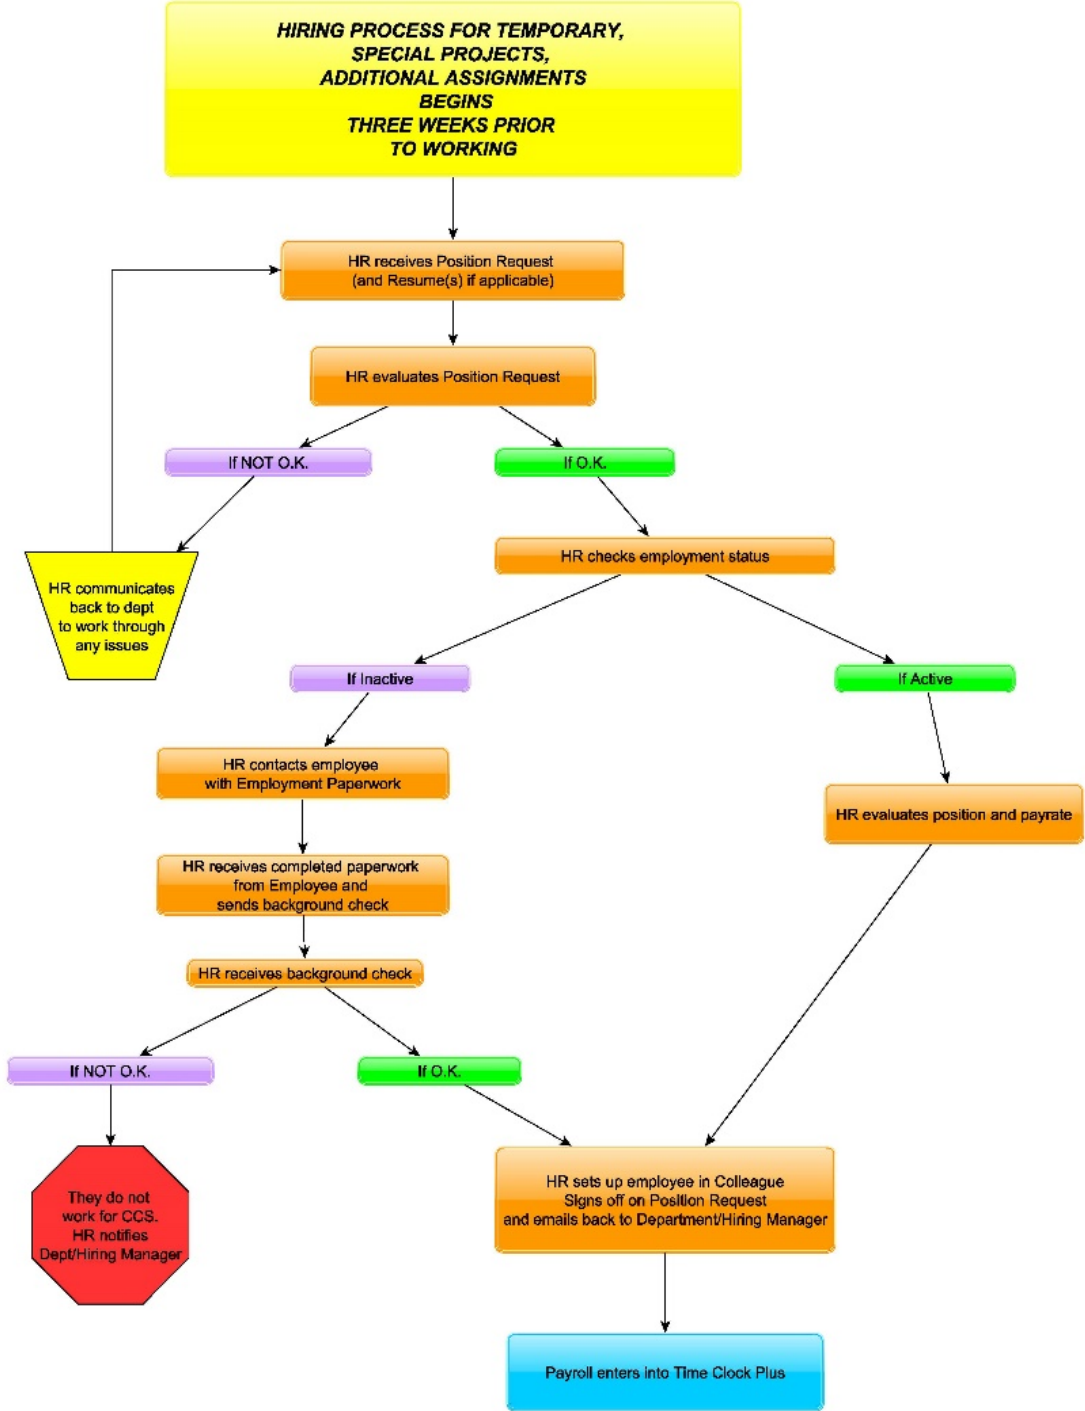 HIRING PROCESS FOR TEMPORARY,
SPECIAL PROJECTS,
ADDITIONAL ASSIGNMENTS
BEGINS
THREE WEEKS PRIOR
TO WORKING
HR receives Position Request
(and Resume(s) if applicable)
HR evaluates Position Request
If NOT O.K.
If O.K.
HR checks employment status
HR communicates
back to dept
to work through
any issues
If Inactive
If Active
HR contacts employee
with Employment Paperwork
HR evaluates position and payrate
HR receives completed paperwork
from Employee and
sends background check
HR receives background check
If NOT O.K.
If O.K.
They do not
work for CCS.
HR notifies
Dept/Hiring Manager
HR sets up employee in Colleague
Signs off on Position Request
and emails back to Department/Hiring Manager
Payroll enters into Time Clock Plus